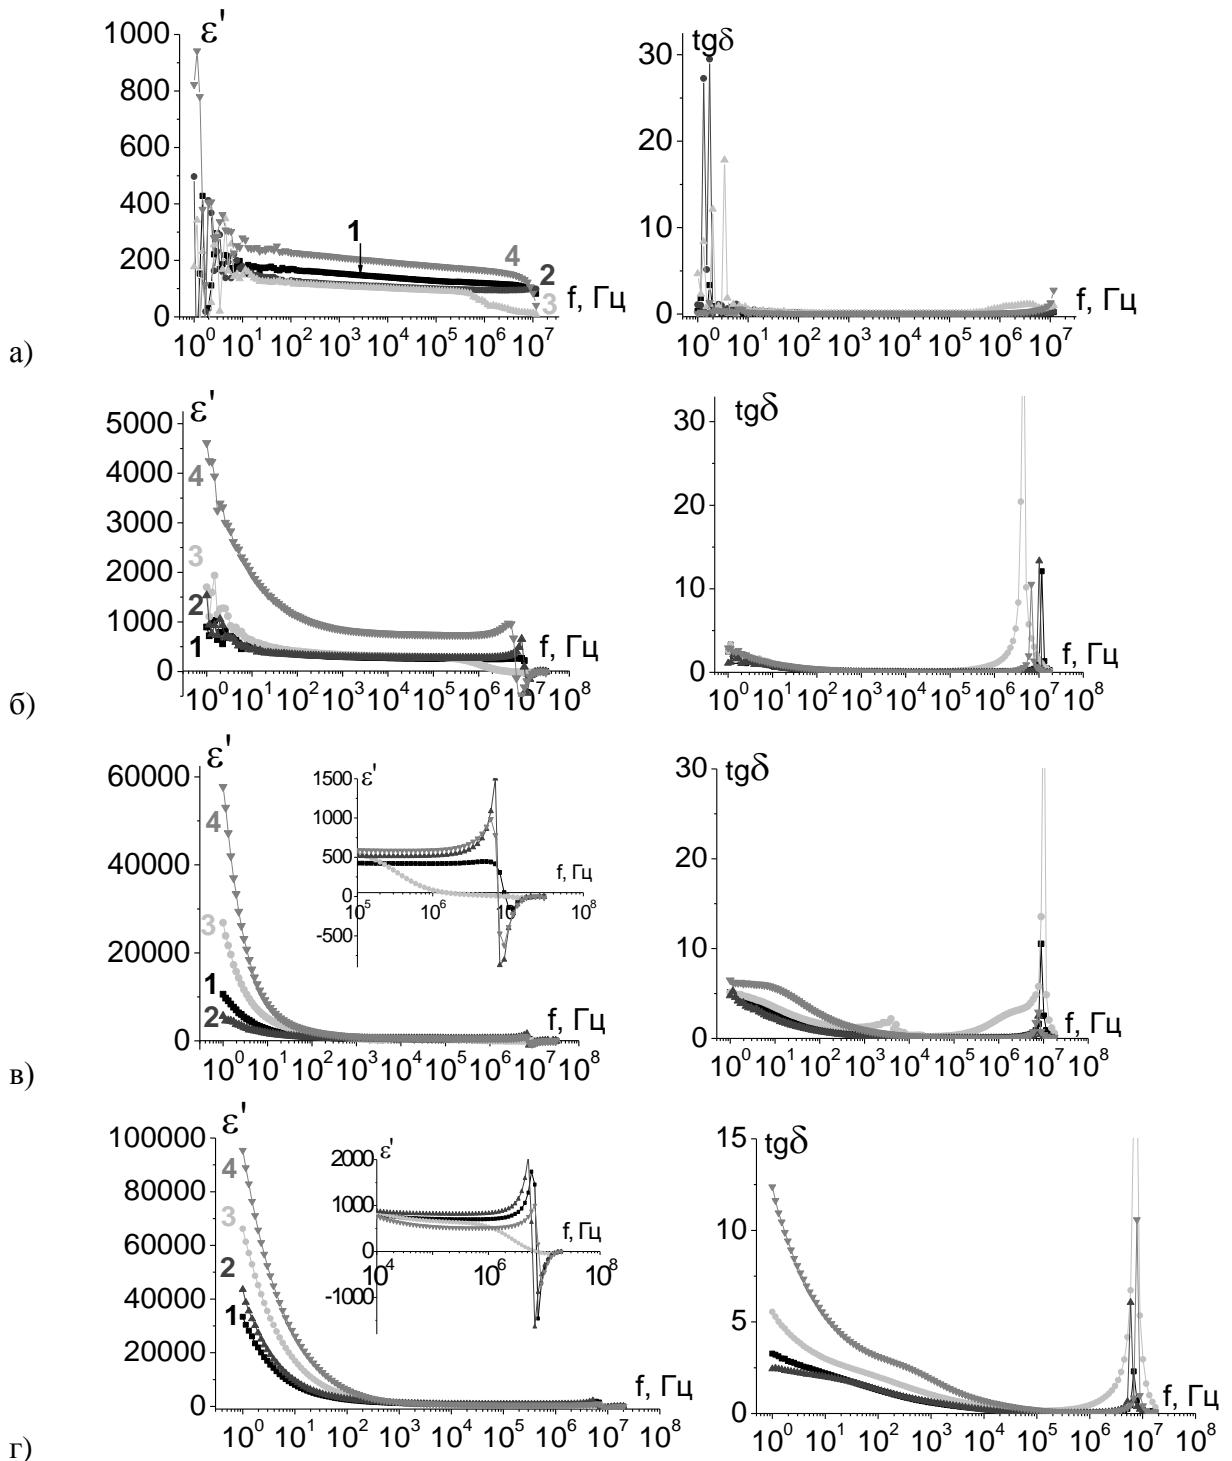 ε' tgδ
1000 800 600 400 200 0
1 4 2 3
f, Гц
10⁰ 10¹ 10² 10³ 10⁴ 10⁵ 10⁶ 10⁷
30 20 10 0
f, Гц
10⁰ 10¹ 10² 10³ 10⁴ 10⁵ 10⁶ 10⁷
а)
ε' tgδ
5000 4000 3000 2000 1000 0
4 3 2 1
f, Гц
10⁰ 10¹ 10² 10³ 10⁴ 10⁵ 10⁶ 10⁷ 10⁸
30 20 10 0
f, Гц
10⁰ 10¹ 10² 10³ 10⁴ 10⁵ 10⁶ 10⁷ 10⁸
б)
ε' tgδ
60000 40000 20000 0
4 3 1 2
f, Гц
10⁰ 10¹ 10² 10³ 10⁴ 10⁵ 10⁶ 10⁷ 10⁸
ε'
1500 1000 500 0 -500
f, Гц
10⁵ 10⁶ 10 10⁸
30 20 10 0
f, Гц
10⁰ 10¹ 10² 10³ 10⁴ 10⁵ 10⁶ 10⁷ 10⁸
в)
ε' tgδ
100000 80000 60000 40000 20000 0
4 3 2 1
f, Гц
10⁰ 10¹ 10² 10³ 10⁴ 10⁵ 10⁶ 10⁷ 10⁸
ε'
2000 1000 0 -1000
f, Гц
10⁴ 10⁶ 10⁸
15 10 5 0
f, Гц
10⁰ 10¹ 10² 10³ 10⁴ 10⁵ 10⁶ 10⁷ 10⁸
г)